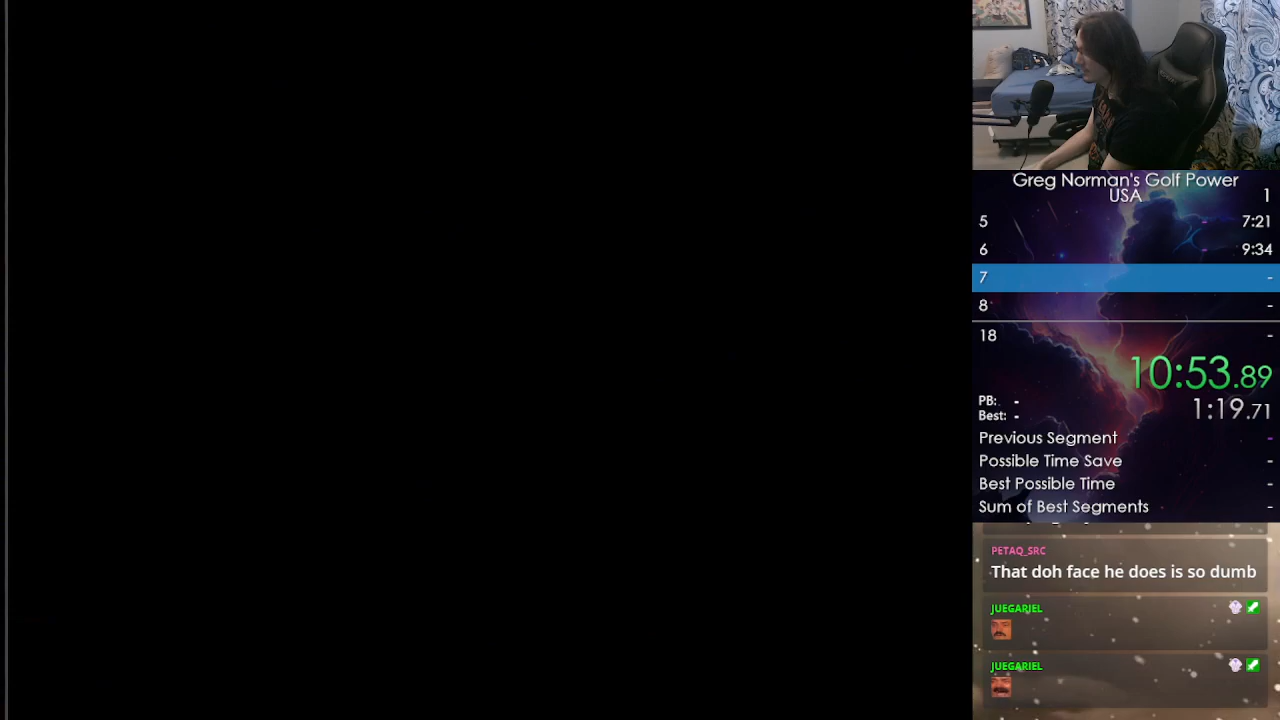 Greg Norman's Golf Power
USA 1
5 7:21
6 9:34
7 -
8 -
18 -
10:53.89
PB: -
Best: -
1:19.71
Previous Segment -
Possible Time Save -
Best Possible Time -
Sum of Best Segments -
PETAQ_SRC
That doh face he does is so dumb
JUEGARIEL
JUEGARIEL